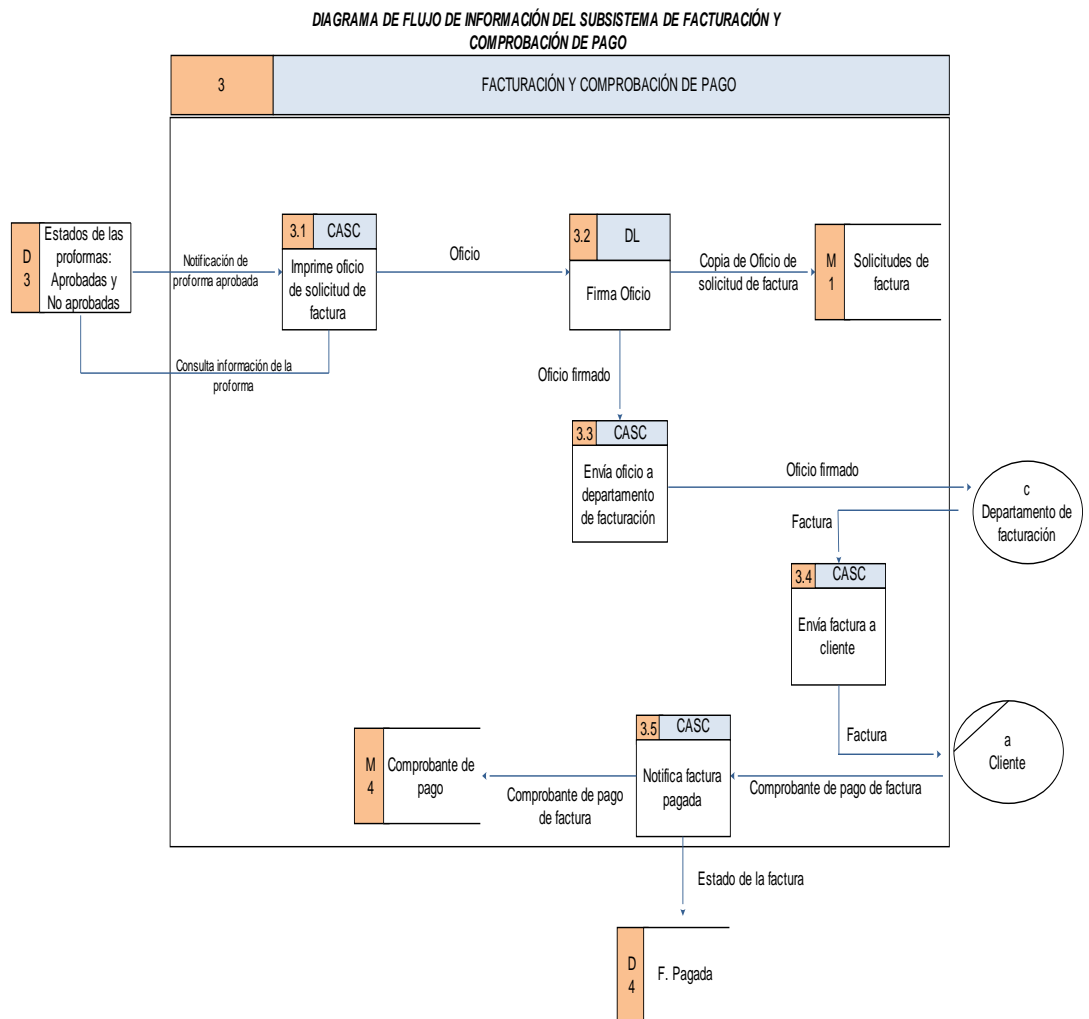 DIAGRAMA DE FLUJO DE INFORMACIÓN DEL SUBSISTEMA DE FACTURACIÓN Y
COMPROBACIÓN DE PAGO
3
FACTURACIÓN Y COMPROBACIÓN DE PAGO
D
3
Estados de las
proformas:
Aprobadas y
No aprobadas
Notificación de
proforma aprobada
3.1
CASC
Imprime oficio
de solicitud de
factura
Oficio
3.2
DL
Firma Oficio
Copia de Oficio de
solicitud de factura
M
1
Solicitudes de
factura
Consulta información de la
proforma
Oficio firmado
3.3
CASC
Envía oficio a
departamento
de facturación
Oficio firmado
c
Departamento de
facturación
Factura
3.4
CASC
Envía factura a
cliente
Factura
a
Cliente
Comprobante de pago de factura
3.5
CASC
Notifica factura
pagada
Comprobante de pago
de factura
M
4
Comprobante de
pago
Estado de la factura
D
4
F. Pagada